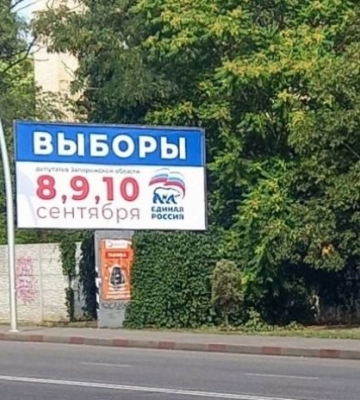 ВЫБОРЫ
депутатов Запорожской области
8,9,10
сентября
ЕДИНАЯ
РОССИЯ